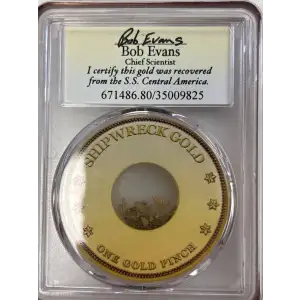 Bob Evans
Bob Evans
Chief Scientist
I certify this gold was recovered
from the S.S. Central America.
671486.80/35009825
SHIPWRECK GOLD
ONE GOLD PINCH